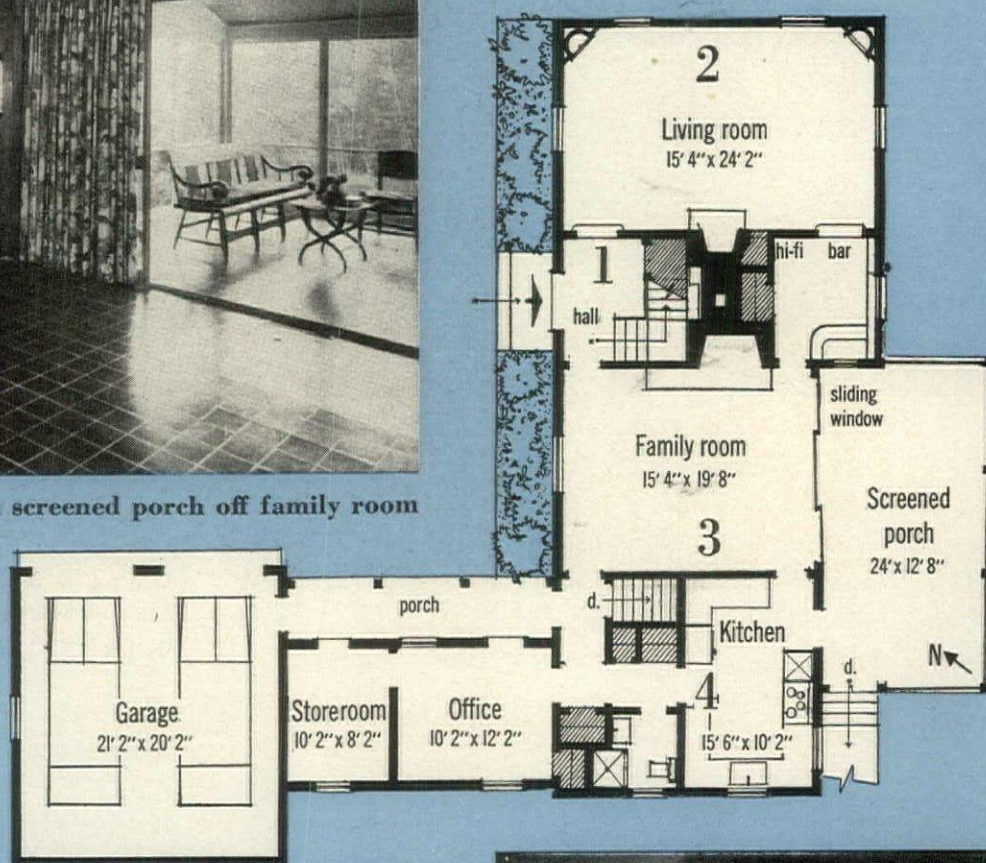 screened porch off family room
2
Living room
15' 4" x 24' 2"
1
hall
hi-fi
bar
sliding
window
Family room
15' 4" x 19' 8"
3
Screened
porch
24' x 12' 8"
N
d.
porch
d.
Kitchen
4
15' 6" x 10' 2"
Garage
21' 2" x 20' 2"
Storeroom
10' 2" x 8' 2"
Office
10' 2" x 12' 2"